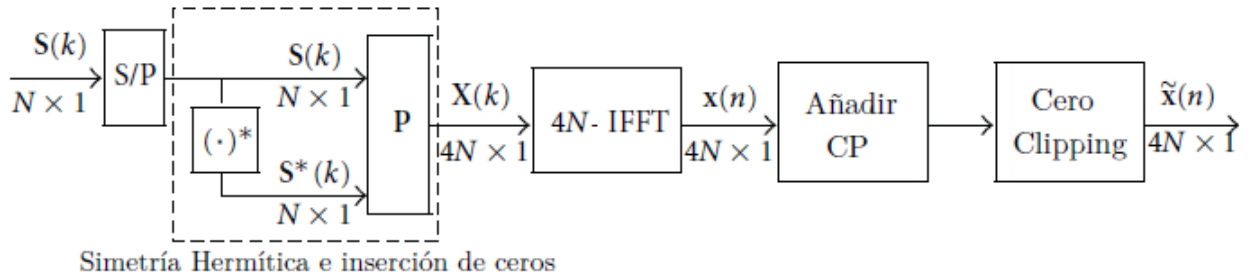 S(k)
N × 1
S/P
S(k)
N × 1
(·)*
S*(k)
N × 1
P
X(k)
4N × 1
4N- IFFT
x(n)
4N × 1
Añadir
CP
Cero
Clipping
x̃(n)
4N × 1
Simetría Hermítica e inserción de ceros